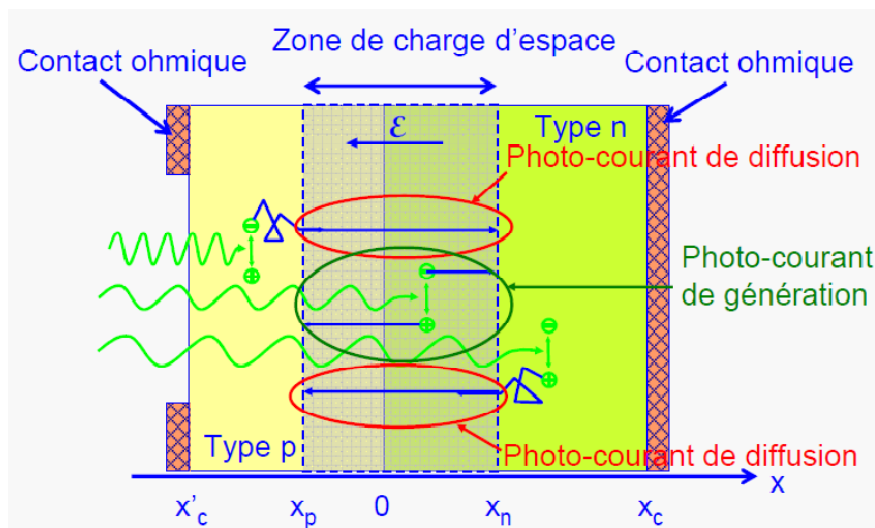 Zone de charge d'espace
Contact ohmique
Contact ohmique
ℰ
Type n
Photo-courant de diffusion
Photo-courant
de génération
Type p
Photo-courant de diffusion
x
x'c
xp
0
xn
xc